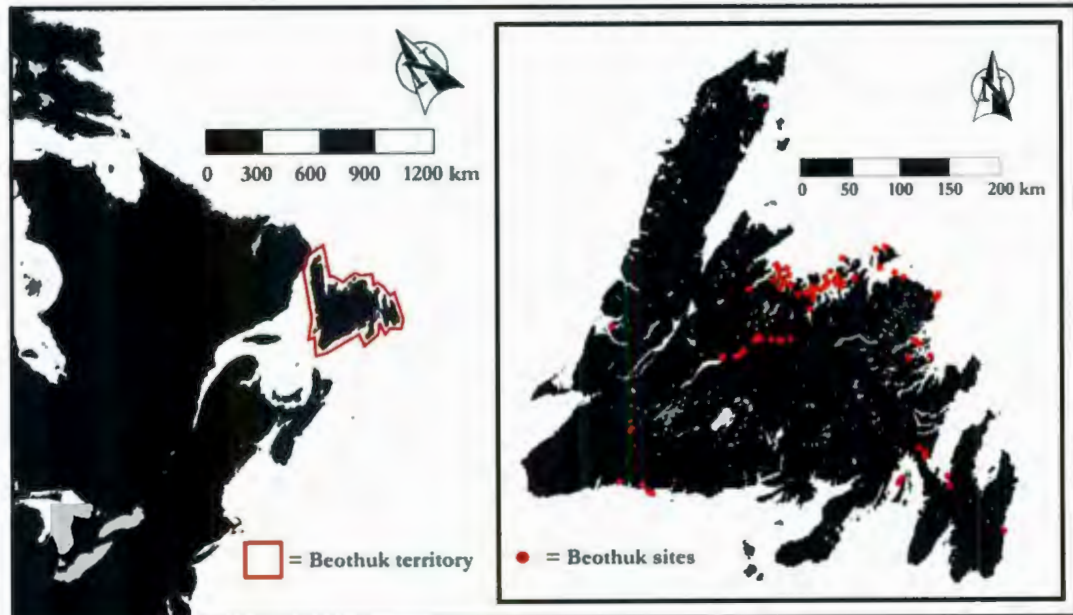 N
0 300 600 900 1200 km
= Beothuk territory
N
0 50 100 150 200 km
= Beothuk sites